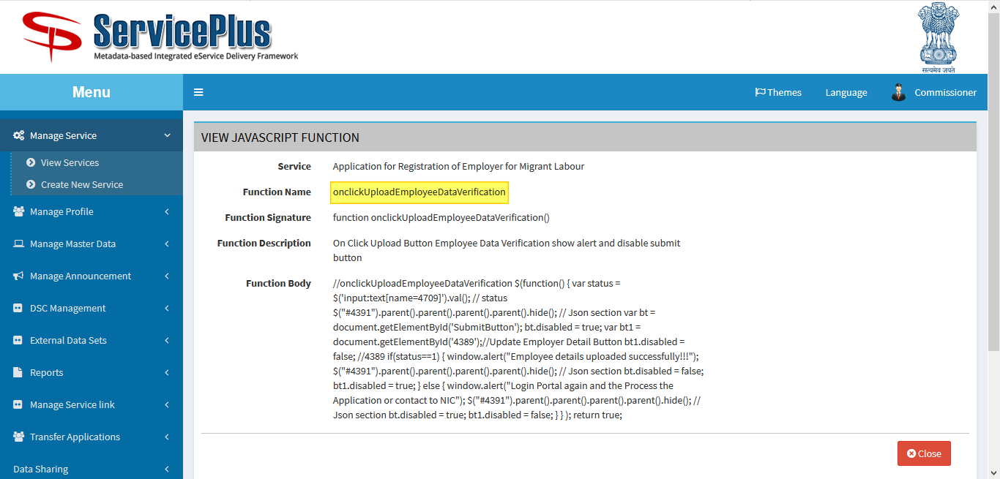 ServicePlus
Metadata-based Integrated eService Delivery Framework
सत्यमेव जयते
Menu
Themes
Language
Commissioner
Manage Service
View Services
Create New Service
Manage Profile
Manage Master Data
Manage Announcement
DSC Management
External Data Sets
Reports
Manage Service link
Transfer Applications
Data Sharing
VIEW JAVASCRIPT FUNCTION
Service
Application for Registration of Employer for Migrant Labour
Function Name
onclickUploadEmployeeDataVerification
Function Signature
function onclickUploadEmployeeDataVerification()
Function Description
On Click Upload Button Employee Data Verification show alert and disable submit
button
Function Body
//onclickUploadEmployeeDataVerification $(function() { var status =
$('input:text[name=4709]').val(); // status
$("#4391").parent().parent().parent().parent().hide(); // Json section var bt =
document.getElementById('SubmitButton'); bt.disabled = true; var bt1 =
document.getElementById('4389');//Update Employer Detail Button bt1.disabled =
false; //4389 if(status==1) { window.alert("Employee details uploaded successfully!!!");
$("#4391").parent().parent().parent().parent().hide(); // Json section bt.disabled = false;
bt1.disabled = true; } else { window.alert("Login Portal again and the Process the
Application or contact to NIC"); $("#4391").parent().parent().parent().parent().hide(); //
Json section bt.disabled = true; bt1.disabled = false; } } ); return true;
Close